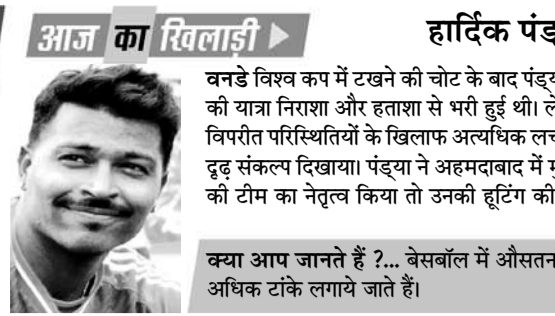 आज का खिलाड़ी
हार्दिक
वनडे विश्व कप में टखने की चोट के बाद
की यात्रा निराशा और हताशा से भरी हुई थी।
विपरीत परिस्थितियों के खिलाफ अत्यधिक
दृढ़ संकल्प दिखाया। पंड्या ने अहमदाबाद में
की टीम का नेतृत्व किया तो उनकी हूटिंग की
क्या आप जानते हैं ?... बेसबॉल में औसतन
अधिक टांके लगाये जाते हैं।